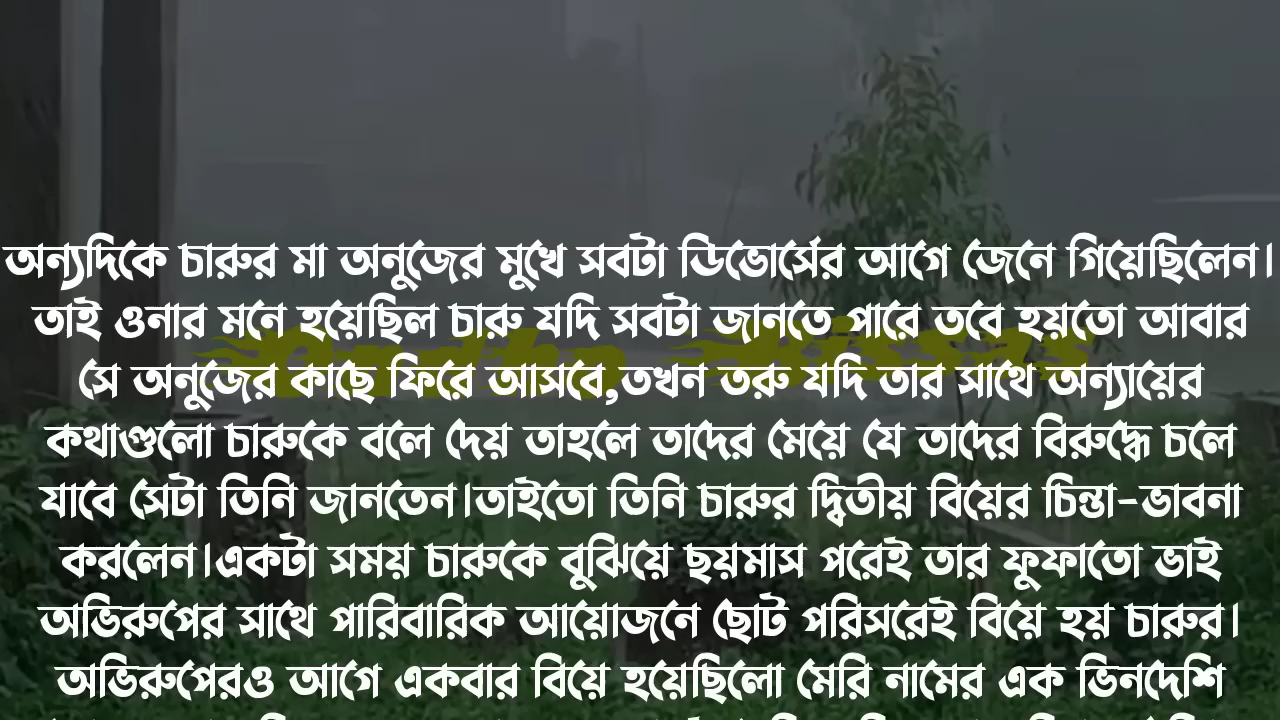 অন্যদিকে চারুর মা অনুজের মুখে সবটা ডিভোর্সের আগে জেনে গিয়েছিলেন।
তাই ওনার মনে হয়েছিল চারু যদি সবটা জানতে পারে তবে হয়তো আবার
সে অনুজের কাছে ফিরে আসবে,তখন তরু যদি তার সাথে অন্যায়ের
কথাগুলো চারুকে বলে দেয় তাহলে তাদের মেয়ে যে তাদের বিরুদ্ধে চলে
যাবে সেটা তিনি জানতেন।তাইতো তিনি চারুর দ্বিতীয় বিয়ের চিন্তা-ভাবনা
করলেন।একটা সময় চারুকে বুঝিয়ে ছয়মাস পরেই তার ফুফাতো ভাই
অভিরুপের সাথে পারিবারিক আয়োজনে ছোট পরিসরেই বিয়ে হয় চারুর।
অভিরুপেরও আগে একবার বিয়ে হয়েছিলো মেরি নামের এক ভিনদেশি